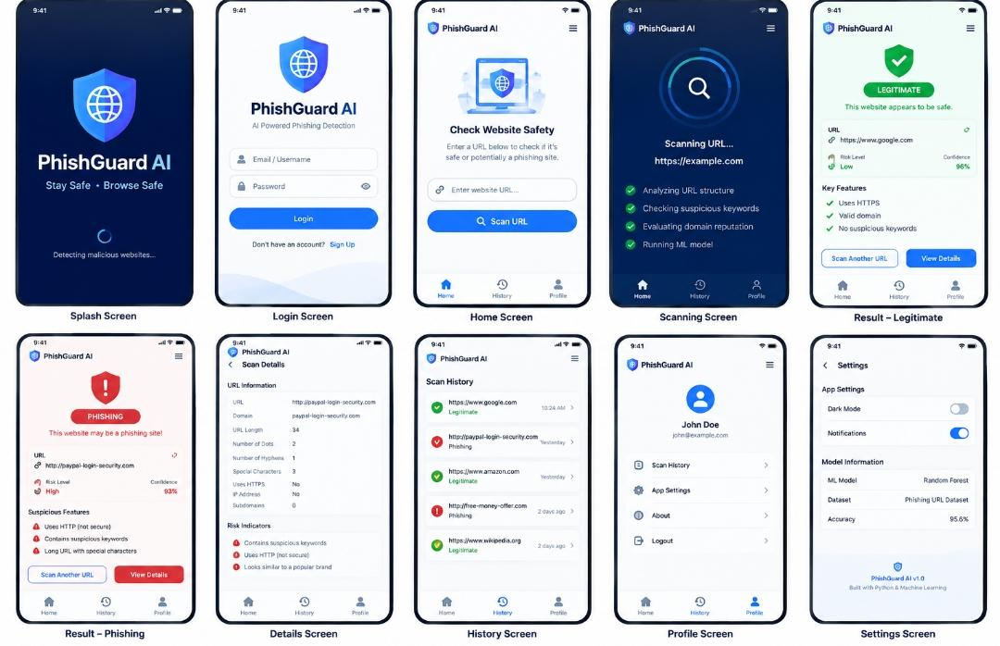 9:41
PhishGuard AI
Stay Safe • Browse Safe
Detecting malicious websites...
Splash Screen
9:41
PhishGuard AI
AI Powered Phishing Detection
Email / Username
Password
Login
Don't have an account? Sign Up
Login Screen
9:41
PhishGuard AI
Check Website Safety
Enter a URL below to check if it's
safe or potentially a phishing site.
Enter website URL...
Scan URL
Home History Profile
Home Screen
9:41
PhishGuard AI
Scanning URL...
https://example.com
Analyzing URL structure
Checking suspicious keywords
Evaluating domain reputation
Running ML model
Home History Profile
Scanning Screen
9:41
PhishGuard AI
LEGITIMATE
This website appears to be safe.
URL
https://www.google.com
Risk Level Confidence
Low 96%
Key Features
Uses HTTPS
Valid domain
No suspicious keywords
Scan Another URL View Details
Home History Profile
Result – Legitimate
9:41
PhishGuard AI
PHISHING
This website may be a phishing site!
URL
http://paypal-login-security.com
Risk Level Confidence
High 93%
Suspicious Features
Uses HTTP (not secure)
Contains suspicious keywords
Long URL with special characters
Scan Another URL View Details
Home History Profile
Result – Phishing
9:41
PhishGuard AI
Scan Details
URL Information
URL http://paypal-login-security.com
Domain paypal-login-security.com
URL Length 34
Number of Dots 2
Number of Hyphens 1
Special Characters 3
Uses HTTPS No
IP Address No
Subdomains 0
Risk Indicators
Contains suspicious keywords
Uses HTTP (not secure)
Looks similar to a popular brand
Home History Profile
Details Screen
9:41
PhishGuard AI
Scan History
https://www.google.com
Legitimate 10:24 AM
http://paypal-login-security.com
Phishing Yesterday
https://www.amazon.com
Legitimate Yesterday
http://free-money-offer.com
Phishing 2 days ago
https://www.wikipedia.org
Legitimate 2 days ago
Home History Profile
History Screen
9:41
PhishGuard AI
John Doe
john@example.com
Scan History
App Settings
About
Logout
Home History Profile
Profile Screen
9:41
Settings
App Settings
Dark Mode
Notifications
Model Information
ML Model Random Forest
Dataset Phishing URL Dataset
Accuracy 95.6%
PhishGuard AI v1.0
Built with Python & Machine Learning
Settings Screen